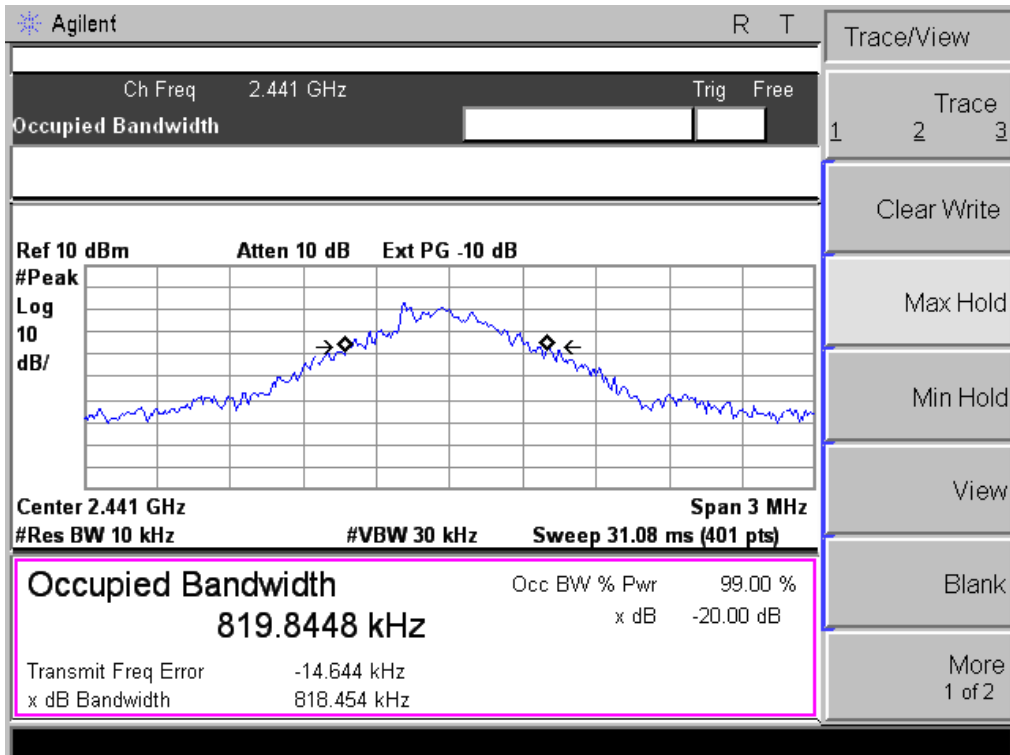 Agilent R T
Trace/View
Ch Freq 2.441 GHz Trig Free
Occupied Bandwidth
Trace
1 2 3
Clear Write
Ref 10 dBm Atten 10 dB Ext PG -10 dB
#Peak
Log
10
dB/
Max Hold
Min Hold
Center 2.441 GHz Span 3 MHz
#Res BW 10 kHz #VBW 30 kHz Sweep 31.08 ms (401 pts)
View
Occupied Bandwidth
819.8448 kHz
Occ BW % Pwr 99.00 %
x dB -20.00 dB
Transmit Freq Error -14.644 kHz
x dB Bandwidth 818.454 kHz
Blank
More
1 of 2